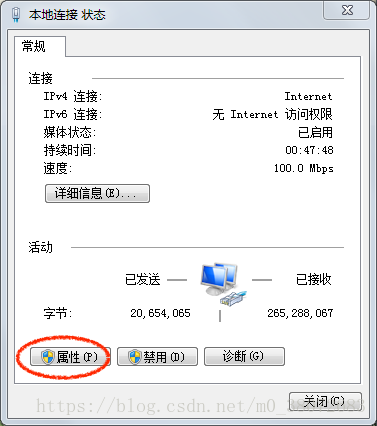 本地连接 状态
常规
连接
IPv4 连接: Internet
IPv6 连接: 无 Internet 访问权限
媒体状态: 已启用
持续时间: 00:47:48
速度: 100.0 Mbps
详细信息(E)...
活动
已发送 已接收
字节: 20,654,065 265,288,067
属性(P) 禁用(D) 诊断(G)
关闭(C)
https://blog.csdn.net/m0_